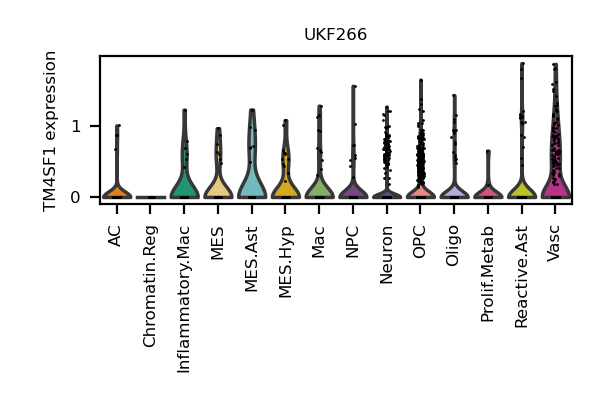 UKF266
TM4SF1 expression
1
0
AC
Chromatin.Reg
Inflammatory.Mac
MES
MES.Ast
MES.Hyp
Mac
NPC
Neuron
OPC
Oligo
Prolif.Metab
Reactive.Ast
Vasc